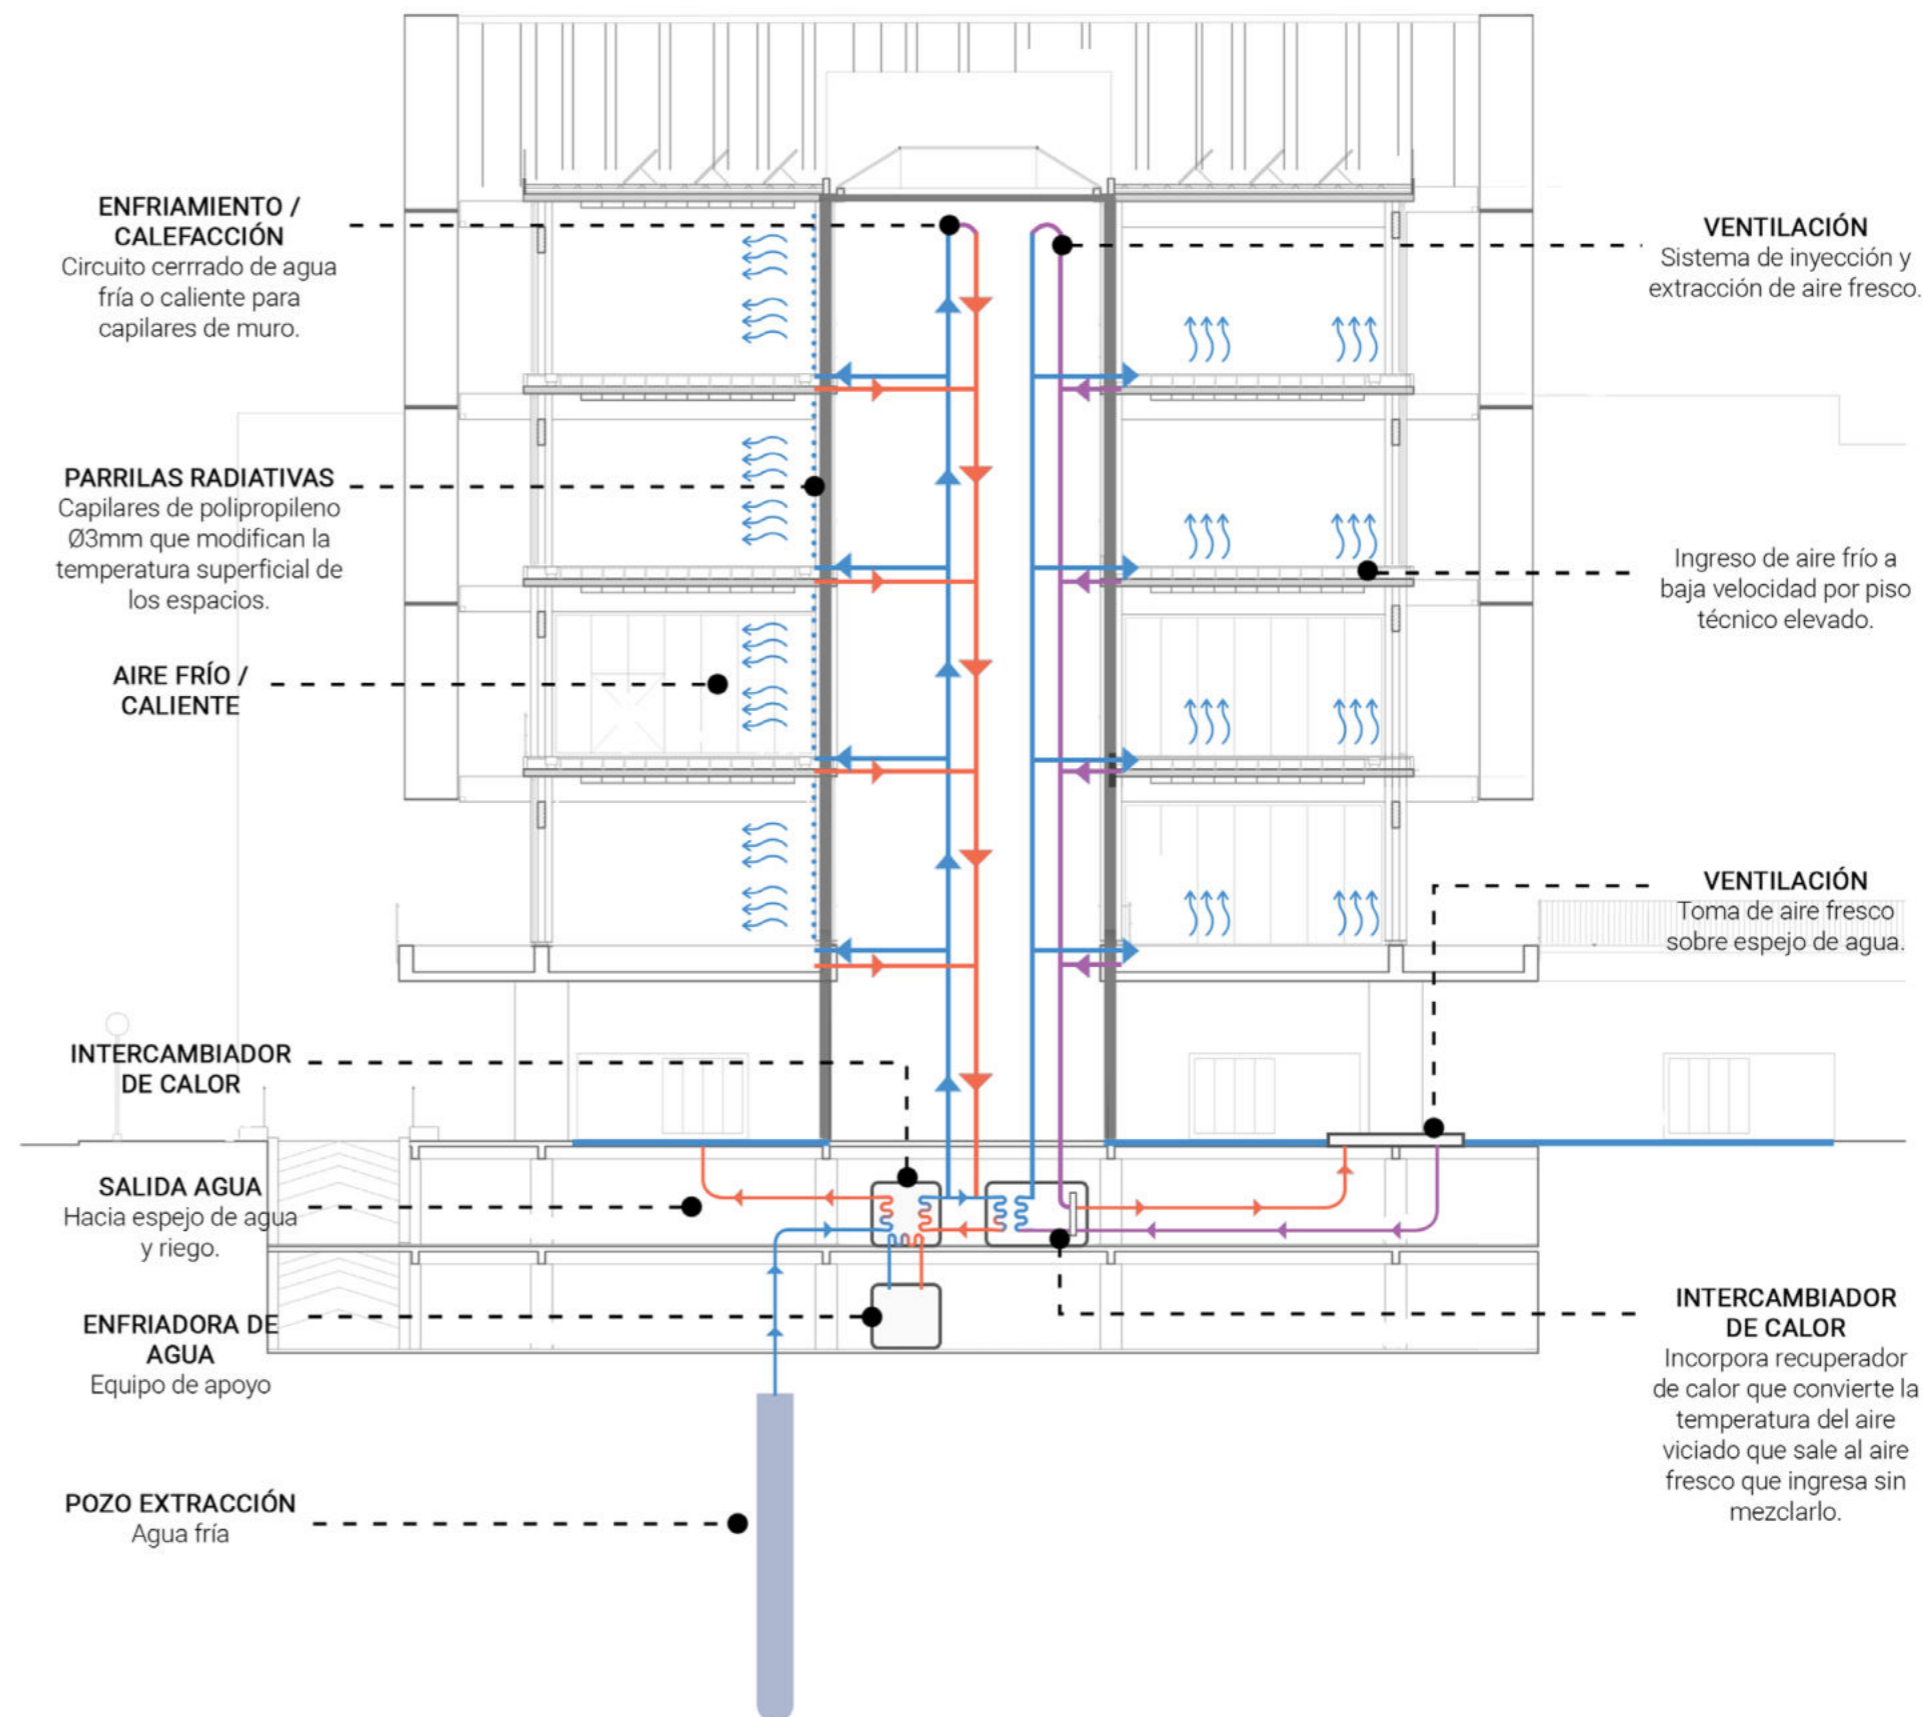 ENFRIAMIENTO /
CALEFACCIÓN
Circuito cerrrado de agua
fría o caliente para
capilares de muro.
PARRILAS RADIATIVAS
Capilares de polipropileno
Ø3mm que modifican la
temperatura superficial de
los espacios.
AIRE FRÍO /
CALIENTE
INTERCAMBIADOR
DE CALOR
SALIDA AGUA
Hacia espejo de agua
y riego.
ENFRIADORA DE
AGUA
Equipo de apoyo
POZO EXTRACCIÓN
Agua fría
VENTILACIÓN
Sistema de inyección y
extracción de aire fresco.
Ingreso de aire frío a
baja velocidad por piso
técnico elevado.
VENTILACIÓN
Toma de aire fresco
sobre espejo de agua.
INTERCAMBIADOR
DE CALOR
Incorpora recuperador
de calor que convierte la
temperatura del aire
viciado que sale al aire
fresco que ingresa sin
mezclarlo.